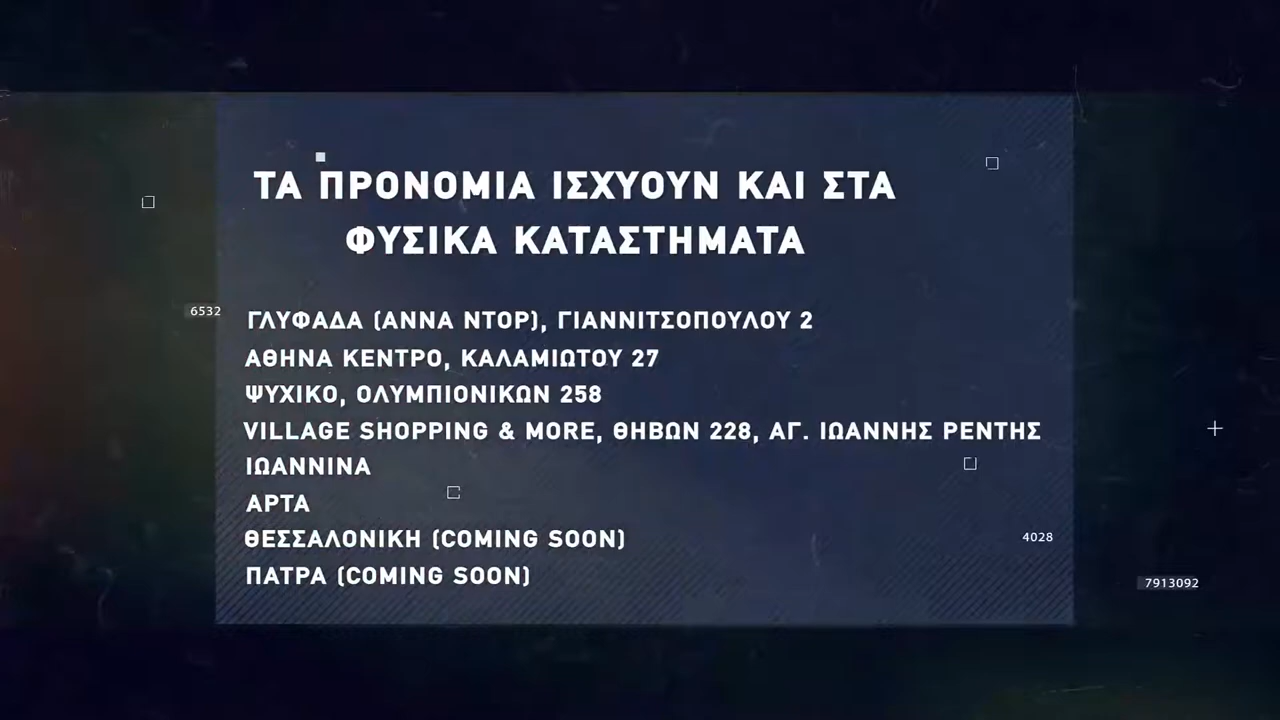 ΤΑ ΠΡΟΝΟΜΙΑ ΙΣΧΥΟΥΝ ΚΑΙ ΣΤΑ
ΦΥΣΙΚΑ ΚΑΤΑΣΤΗΜΑΤΑ
6532
ΓΛΥΦΑΔΑ (ΑΝΝΑ ΝΤΟΡ), ΓΙΑΝΝΙΤΣΟΠΟΥΛΟΥ 2
ΑΘΗΝΑ ΚΕΝΤΡΟ, ΚΑΛΑΜΙΩΤΟΥ 27
ΨΥΧΙΚΟ, ΟΛΥΜΠΙΟΝΙΚΩΝ 258
VILLAGE SHOPPING & MORE, ΘΗΒΩΝ 228, ΑΓ. ΙΩΑΝΝΗΣ ΡΕΝΤΗΣ
ΙΩΑΝΝΙΝΑ
ΑΡΤΑ
ΘΕΣΣΑΛΟΝΙΚΗ (COMING SOON)
4028
ΠΑΤΡΑ (COMING SOON)
7913092